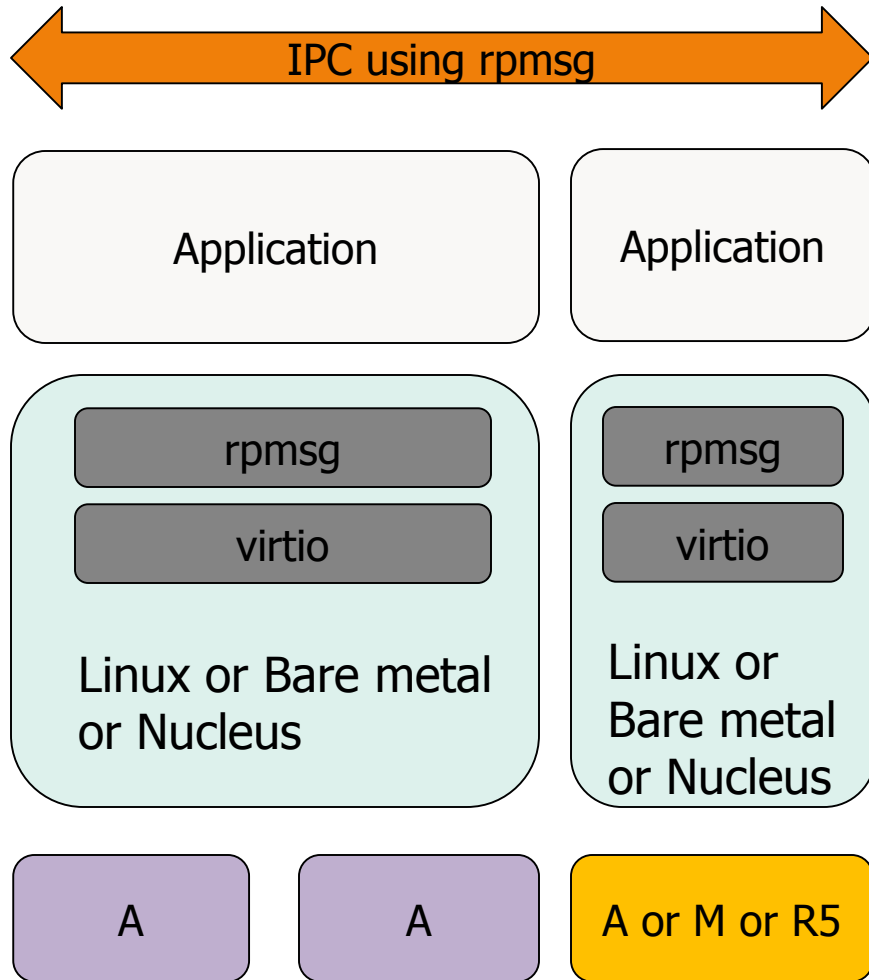 IPC using rpmsg
Application
Application
rpmsg
rpmsg
virtio
virtio
Linux or Bare metal
or Nucleus
Linux or
Bare metal
or Nucleus
A
A
A or M or R5